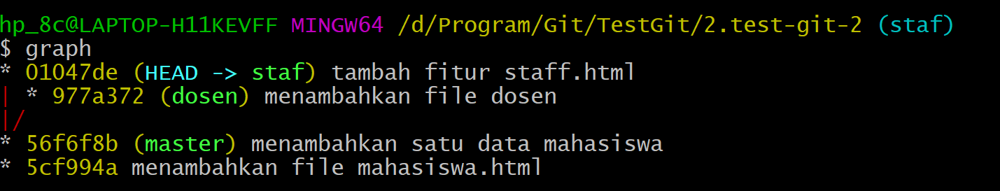 hp_8c@LAPTOP-H11KEVFF MINGW64 /d/Program/Git/TestGit/2.test-git-2 (staf)
$ graph
* 01047de (HEAD -> staf) tambah fitur staff.html
| * 977a372 (dosen) menambahkan file dosen
|/
* 56f6f8b (master) menambahkan satu data mahasiswa
* 5cf994a menambahkan file mahasiswa.html